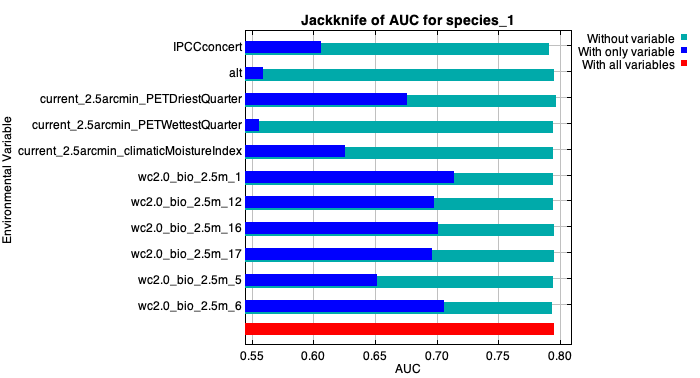 Jackknife of AUC for species_1
Without variable
With only variable
With all variables
Environmental Variable
IPCCconcert
alt
current_2.5arcmin_PETDriestQuarter
current_2.5arcmin_PETWettestQuarter
current_2.5arcmin_climaticMoistureIndex
wc2.0_bio_2.5m_1
wc2.0_bio_2.5m_12
wc2.0_bio_2.5m_16
wc2.0_bio_2.5m_17
wc2.0_bio_2.5m_5
wc2.0_bio_2.5m_6
0.55 0.60 0.65 0.70 0.75 0.80
AUC